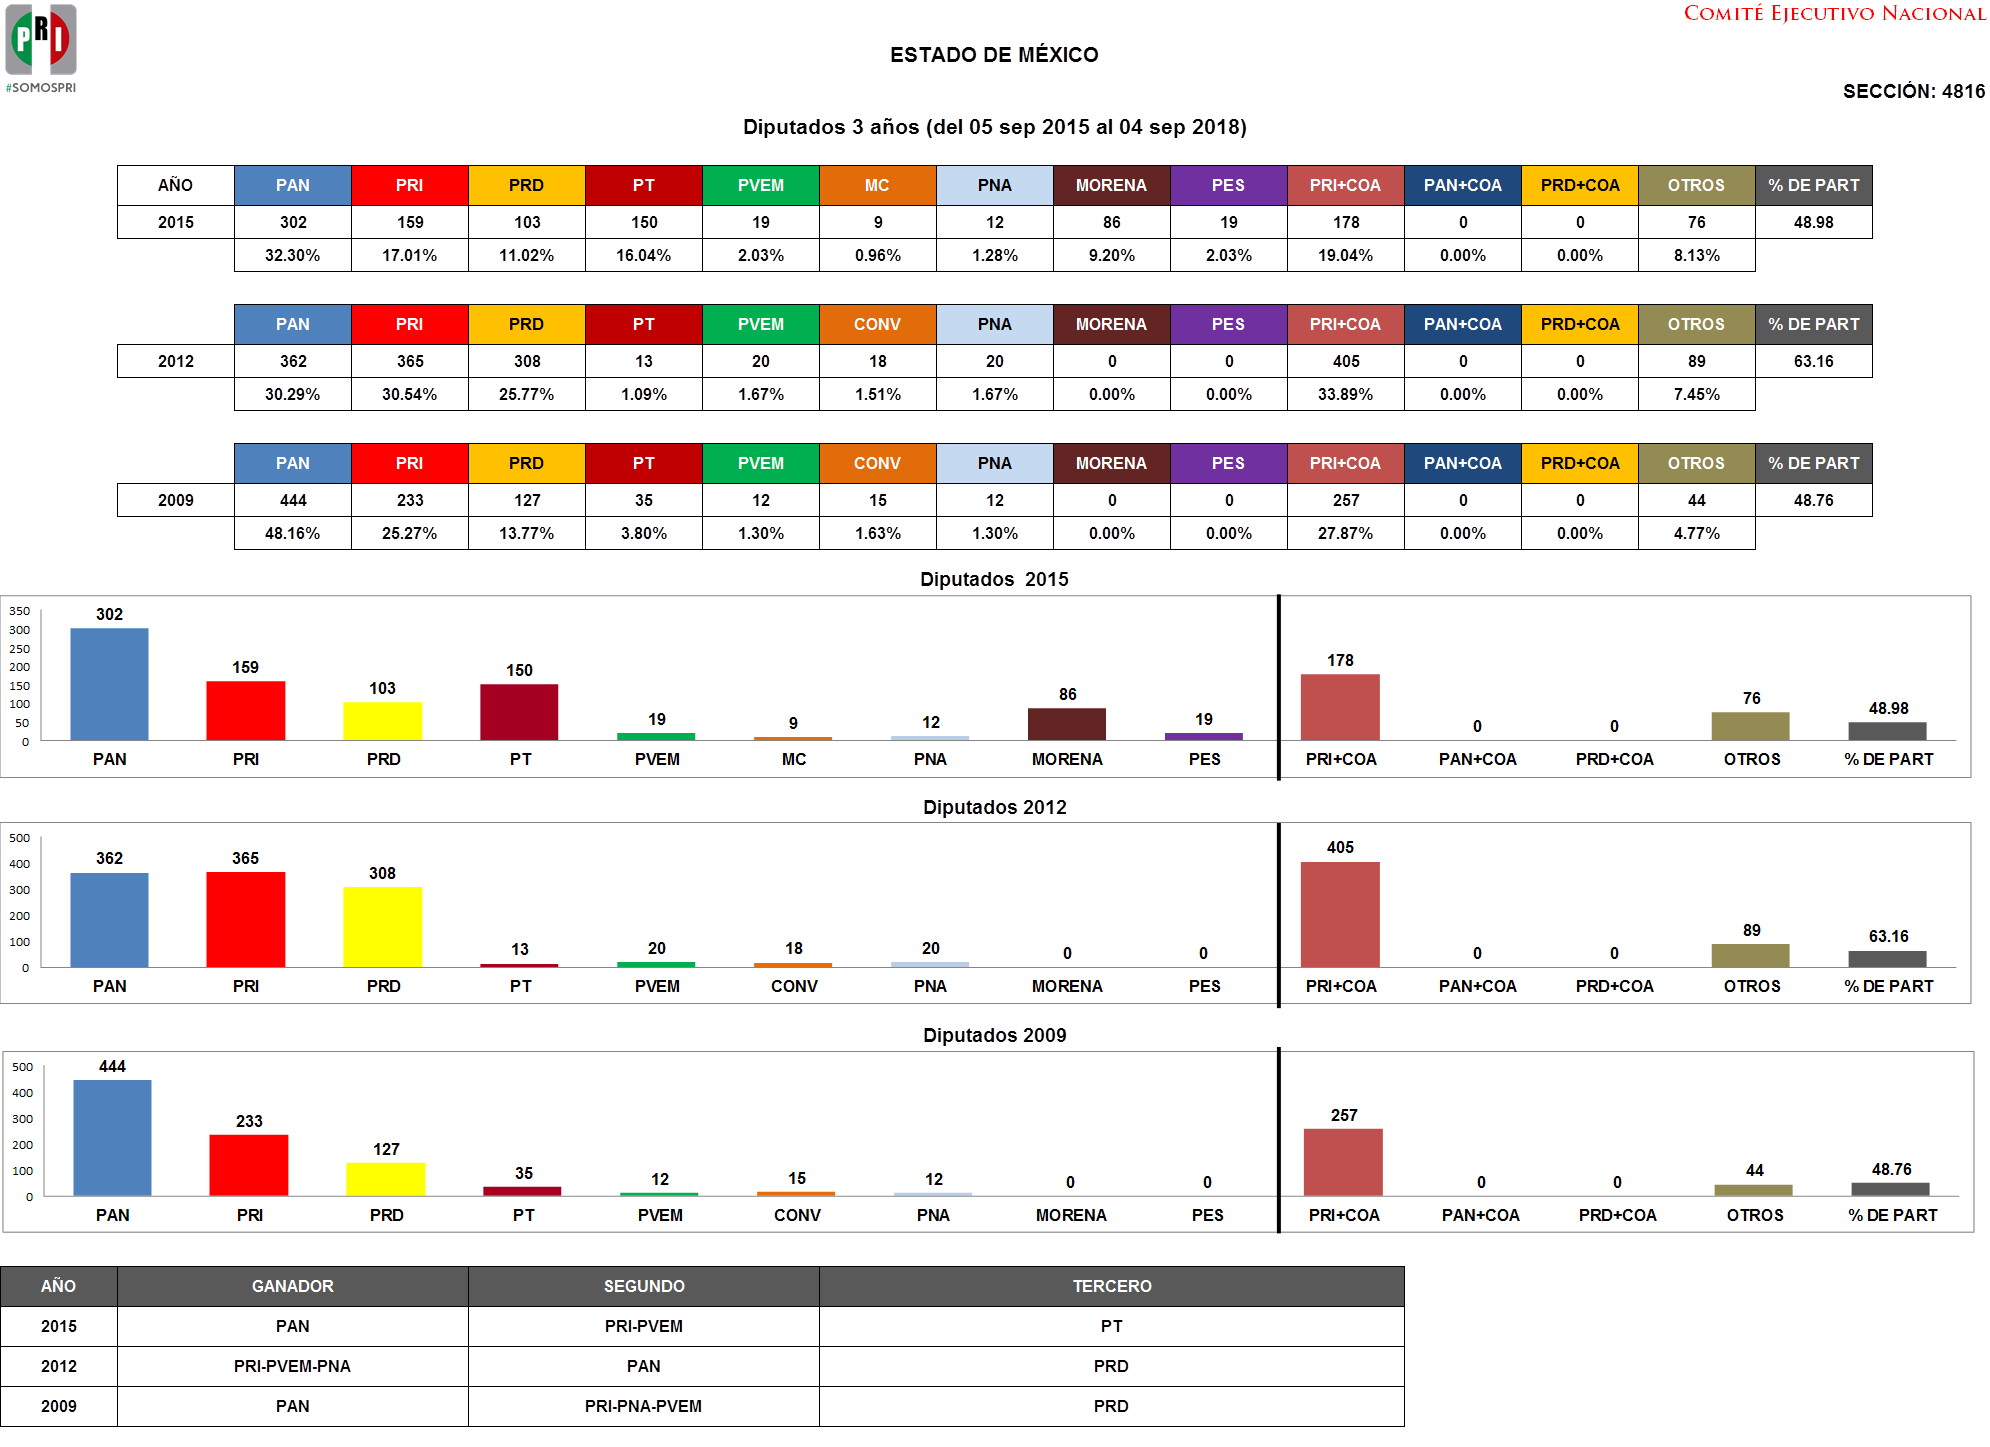 PRI
#SOMOSPRI
COMITÉ EJECUTIVO NACIONAL
ESTADO DE MÉXICO
SECCIÓN: 4816
Diputados 3 años (del 05 sep 2015 al 04 sep 2018)
AÑO PAN PRI PRD PT PVEM MC PNA MORENA PES PRI+COA PAN+COA PRD+COA OTROS % DE PART
2015 302 159 103 150 19 9 12 86 19 178 0 0 76 48.98
32.30% 17.01% 11.02% 16.04% 2.03% 0.96% 1.28% 9.20% 2.03% 19.04% 0.00% 0.00% 8.13%
PAN PRI PRD PT PVEM CONV PNA MORENA PES PRI+COA PAN+COA PRD+COA OTROS % DE PART
2012 362 365 308 13 20 18 20 0 0 405 0 0 89 63.16
30.29% 30.54% 25.77% 1.09% 1.67% 1.51% 1.67% 0.00% 0.00% 33.89% 0.00% 0.00% 7.45%
PAN PRI PRD PT PVEM CONV PNA MORENA PES PRI+COA PAN+COA PRD+COA OTROS % DE PART
2009 444 233 127 35 12 15 12 0 0 257 0 0 44 48.76
48.16% 25.27% 13.77% 3.80% 1.30% 1.63% 1.30% 0.00% 0.00% 27.87% 0.00% 0.00% 4.77%
Diputados 2015
350
300
250
200
150
100
50
0
302 159 103 150 19 9 12 86 19 178 0 0 76 48.98
PAN PRI PRD PT PVEM MC PNA MORENA PES PRI+COA PAN+COA PRD+COA OTROS % DE PART
Diputados 2012
500
400
300
200
100
0
362 365 308 13 20 18 20 0 0 405 0 0 89 63.16
PAN PRI PRD PT PVEM CONV PNA MORENA PES PRI+COA PAN+COA PRD+COA OTROS % DE PART
Diputados 2009
500
400
300
200
100
0
444 233 127 35 12 15 12 0 0 257 0 0 44 48.76
PAN PRI PRD PT PVEM CONV PNA MORENA PES PRI+COA PAN+COA PRD+COA OTROS % DE PART
AÑO GANADOR SEGUNDO TERCERO
2015 PAN PRI-PVEM PT
2012 PRI-PVEM-PNA PAN PRD
2009 PAN PRI-PNA-PVEM PRD